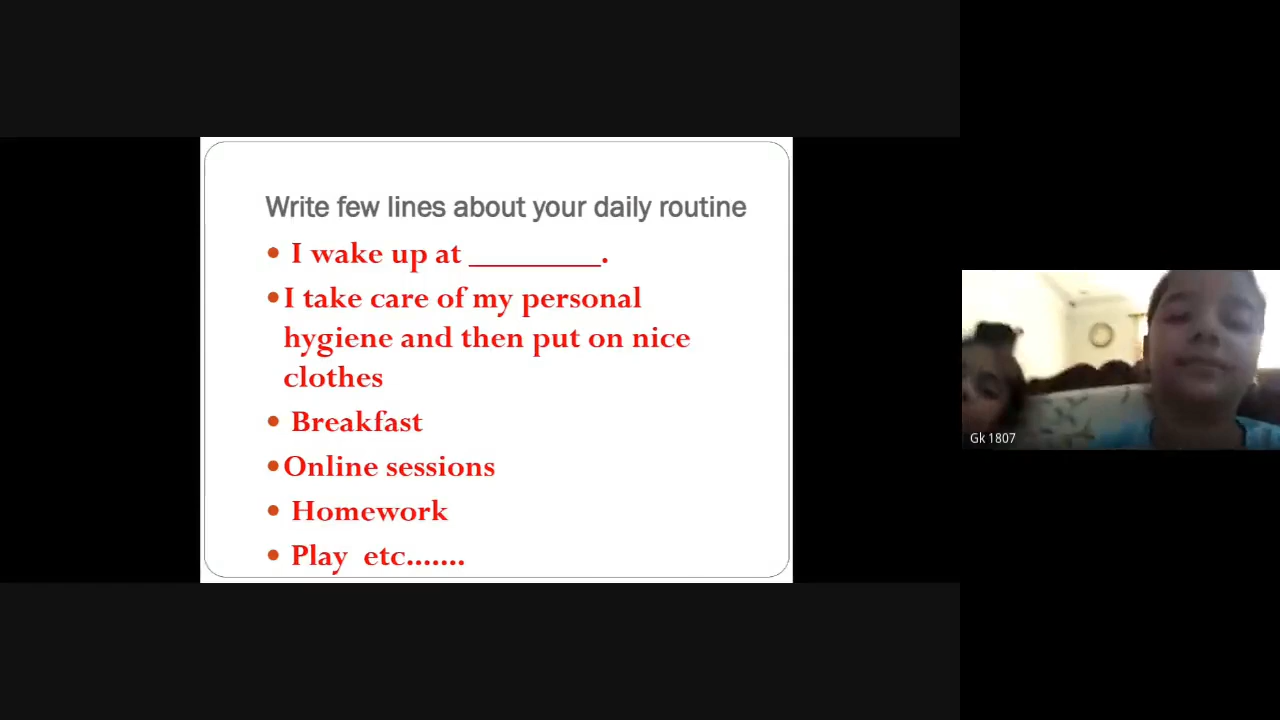 Write few lines about your daily routine
• I wake up at ________.
• I take care of my personal
hygiene and then put on nice
clothes
• Breakfast
• Online sessions
• Homework
• Play etc.......
Gk 1807